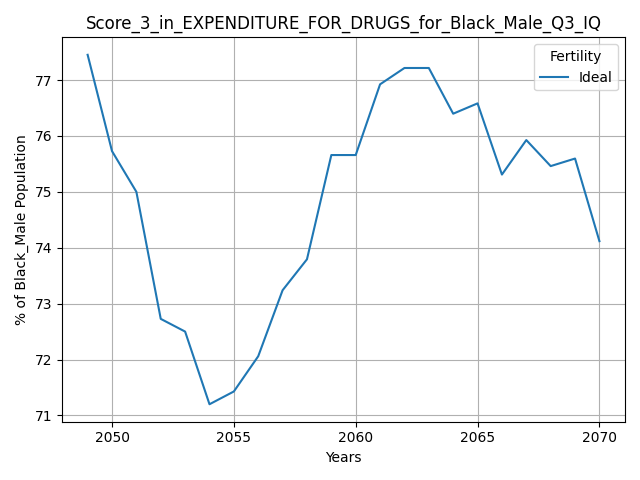 Score_3_in_EXPENDITURE_FOR_DRUGS_for_Black_Male_Q3_IQ
Fertility
Ideal
% of Black_Male Population
77
76
75
74
73
72
71
2050
2055
2060
2065
2070
Years